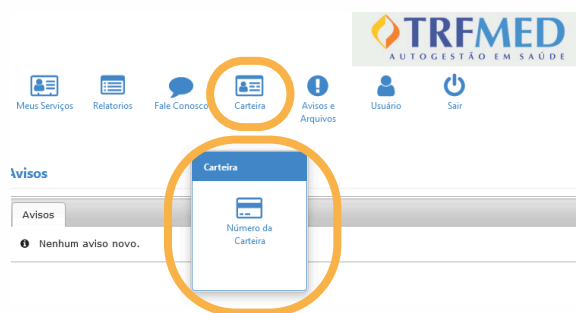 TRFMED
AUTOGESTÃO EM SAÚDE
Meus Serviços
Relatorios
Fale Conosco
Carteira
Avisos e
Arquivos
Usuário
Sair
Avisos
Carteira
Avisos
Número da
Carteira
Nenhum aviso novo.